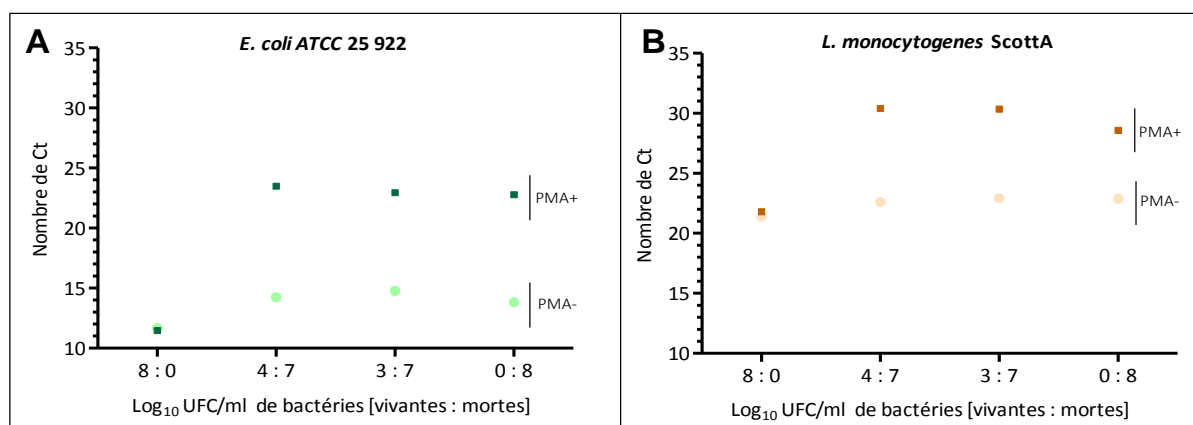 A
E. coli ATCC 25 922
35
30
25
20
15
10
Nombre de Ct
PMA+
PMA-
8 : 0
4 : 7
3 : 7
0 : 8
Log10 UFC/ml de bactéries [vivantes : mortes]
B
L. monocytogenes ScottA
35
30
25
20
15
10
Nombre de Ct
PMA+
PMA-
8 : 0
4 : 7
3 : 7
0 : 8
Log10 UFC/ml de bactéries [vivantes : mortes]